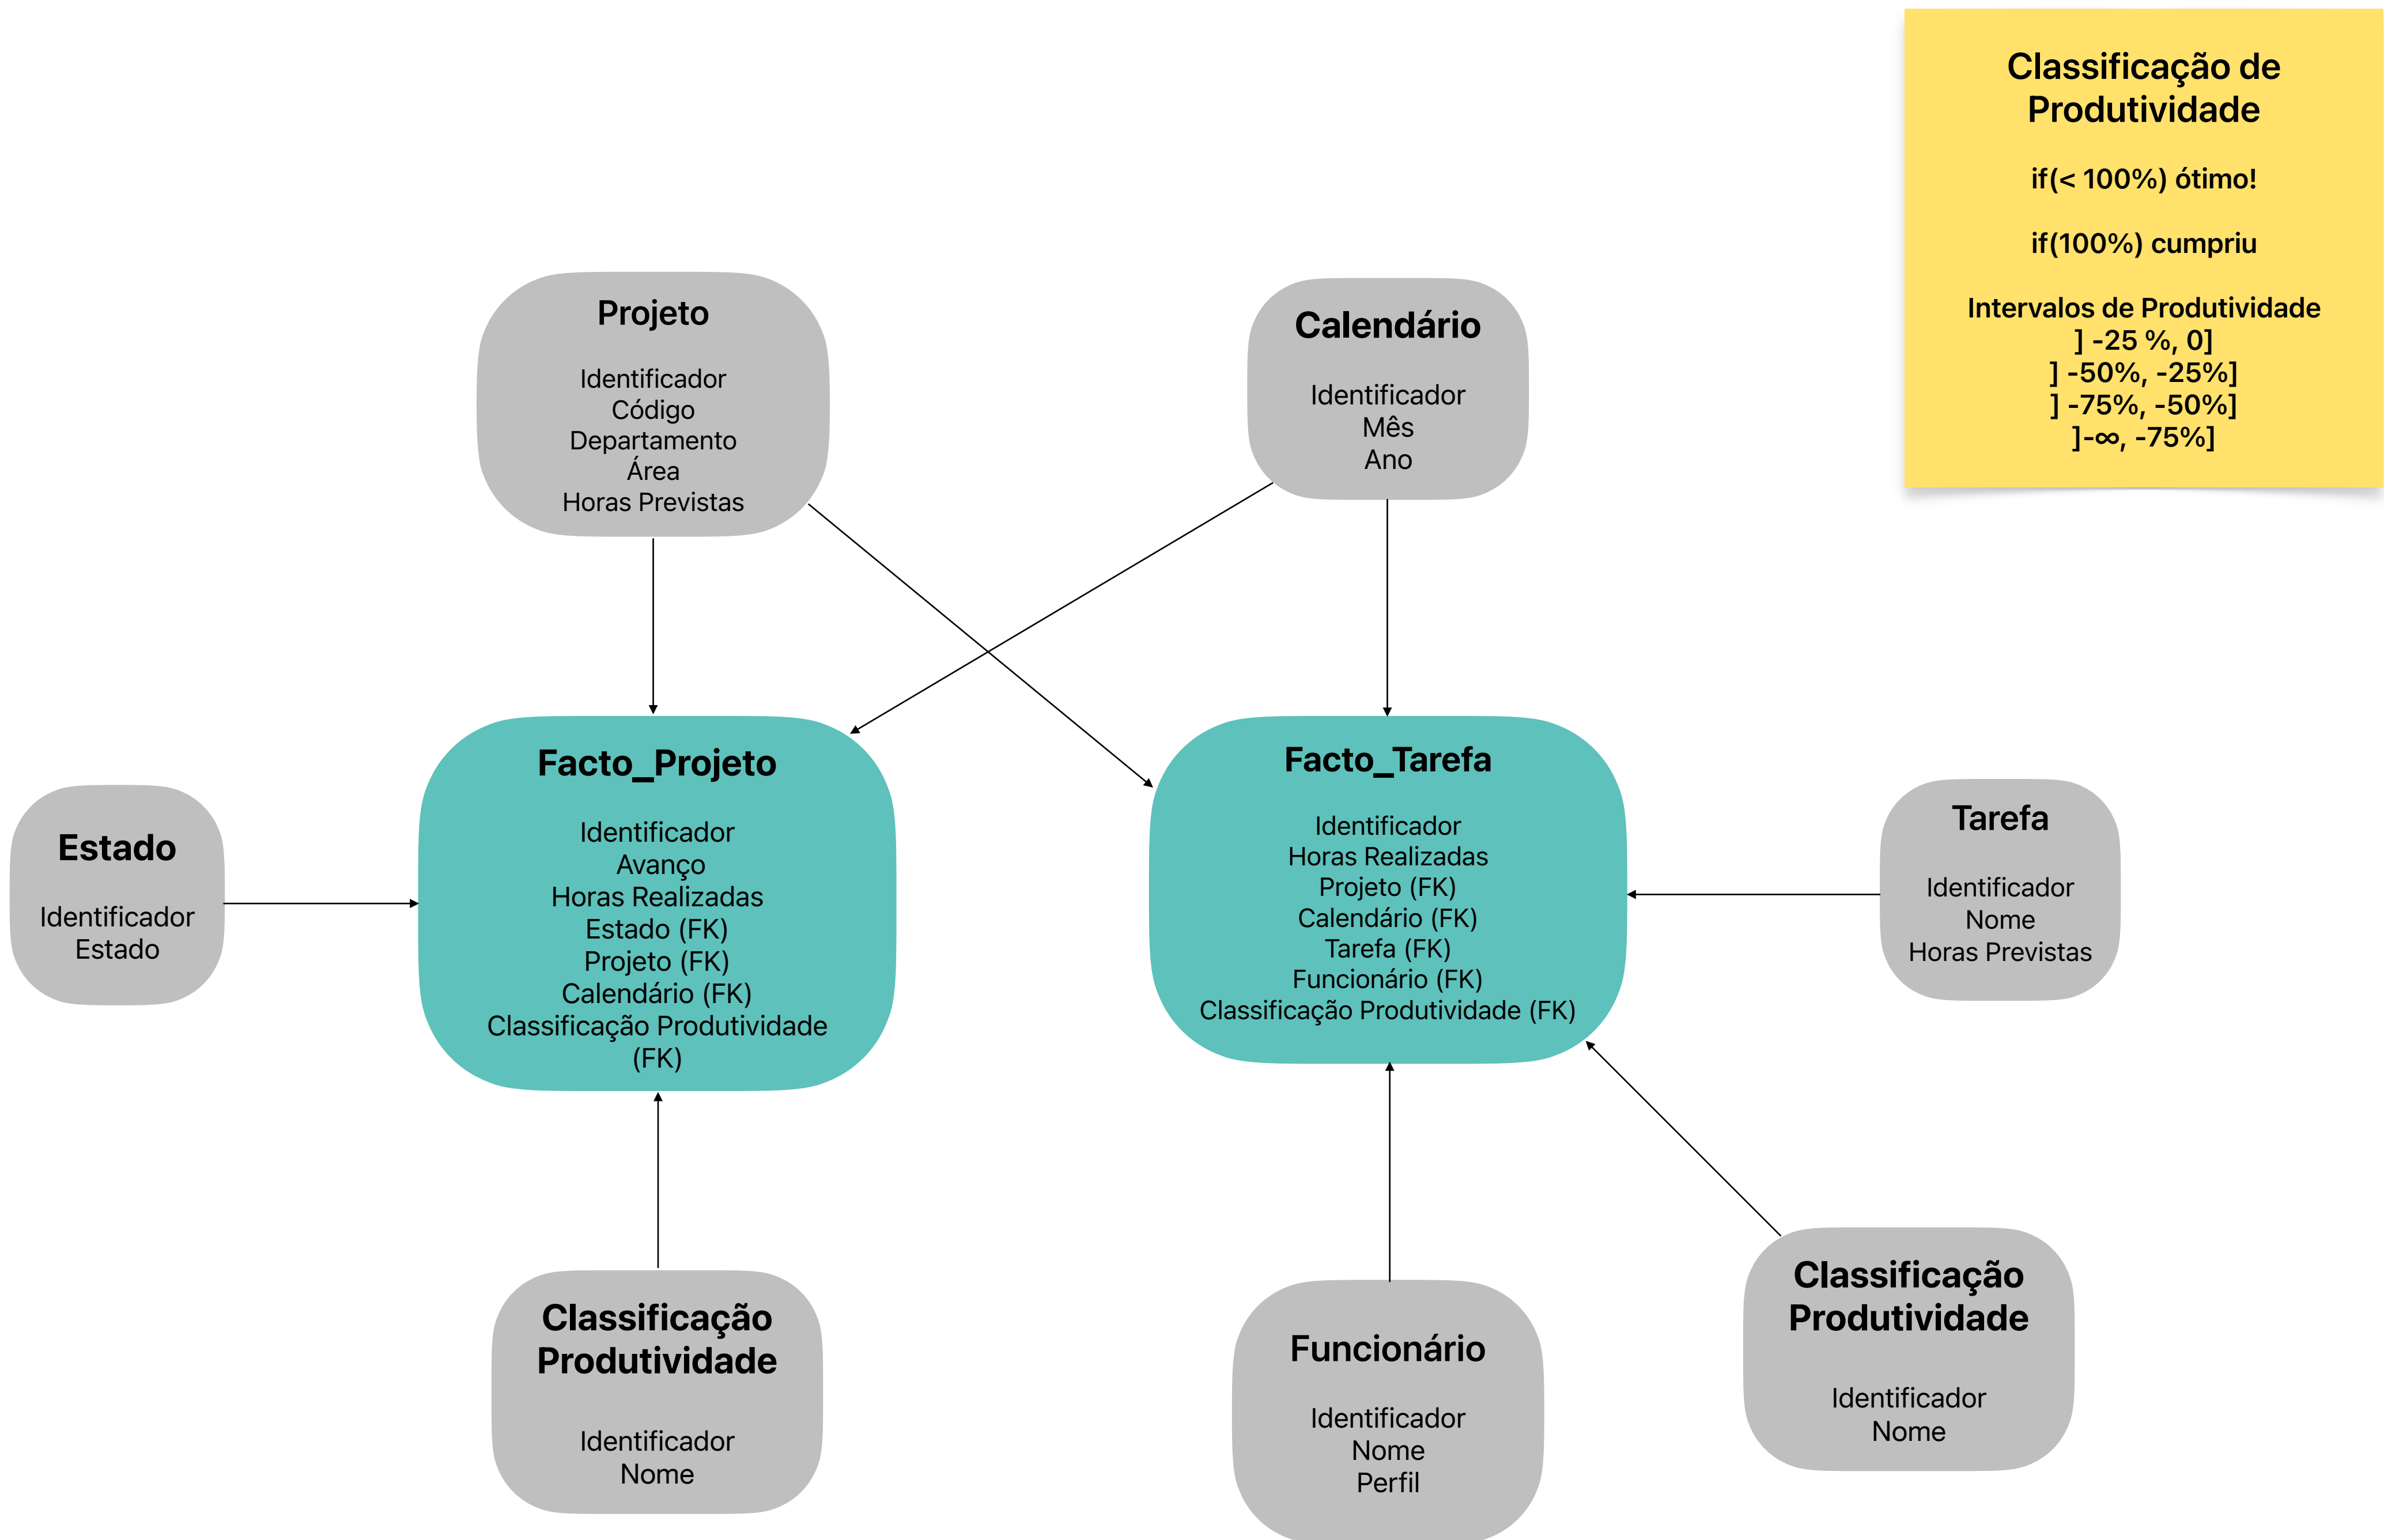 Classificação de
Produtividade
if(< 100%) ótimo!
if(100%) cumpriu
Intervalos de Produtividade
] -25 %, 0]
] -50%, -25%]
] -75%, -50%]
]-∞, -75%]
Projeto
Identificador
Código
Departamento
Área
Horas Previstas
Calendário
Identificador
Mês
Ano
Estado
Identificador
Estado
Facto_Projeto
Identificador
Avanço
Horas Realizadas
Estado (FK)
Projeto (FK)
Calendário (FK)
Classificação Produtividade
(FK)
Facto_Tarefa
Identificador
Horas Realizadas
Projeto (FK)
Calendário (FK)
Tarefa (FK)
Funcionário (FK)
Classificação Produtividade (FK)
Tarefa
Identificador
Nome
Horas Previstas
Classificação
Produtividade
Identificador
Nome
Funcionário
Identificador
Nome
Perfil
Classificação
Produtividade
Identificador
Nome